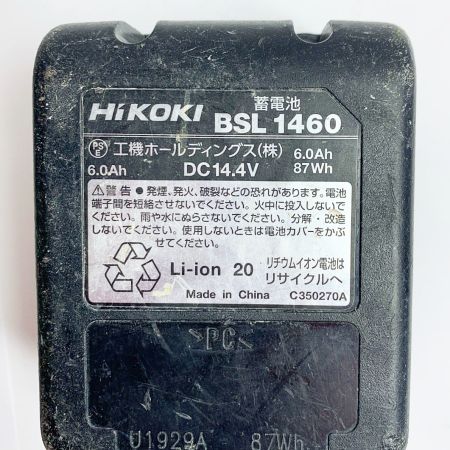 HiKOKI 蓄電池 BSL 1460
PS E 工機ホールディングス(株) 6.0Ah
6.0Ah DC14.4V 87Wh
⚠警告 ● 発煙、発火、破裂などの恐れがあります。電池
端子間を短絡させないでください。火中に投入しないで
ください。雨や水にぬらさないでください。分解・改造
しないでください。使用しないときは電池カバーをかぶ
せてください。
Li-ion 20 リチウムイオン電池は
リサイクルへ
Made in China C350270A
>PC<
U1929A 87Wh